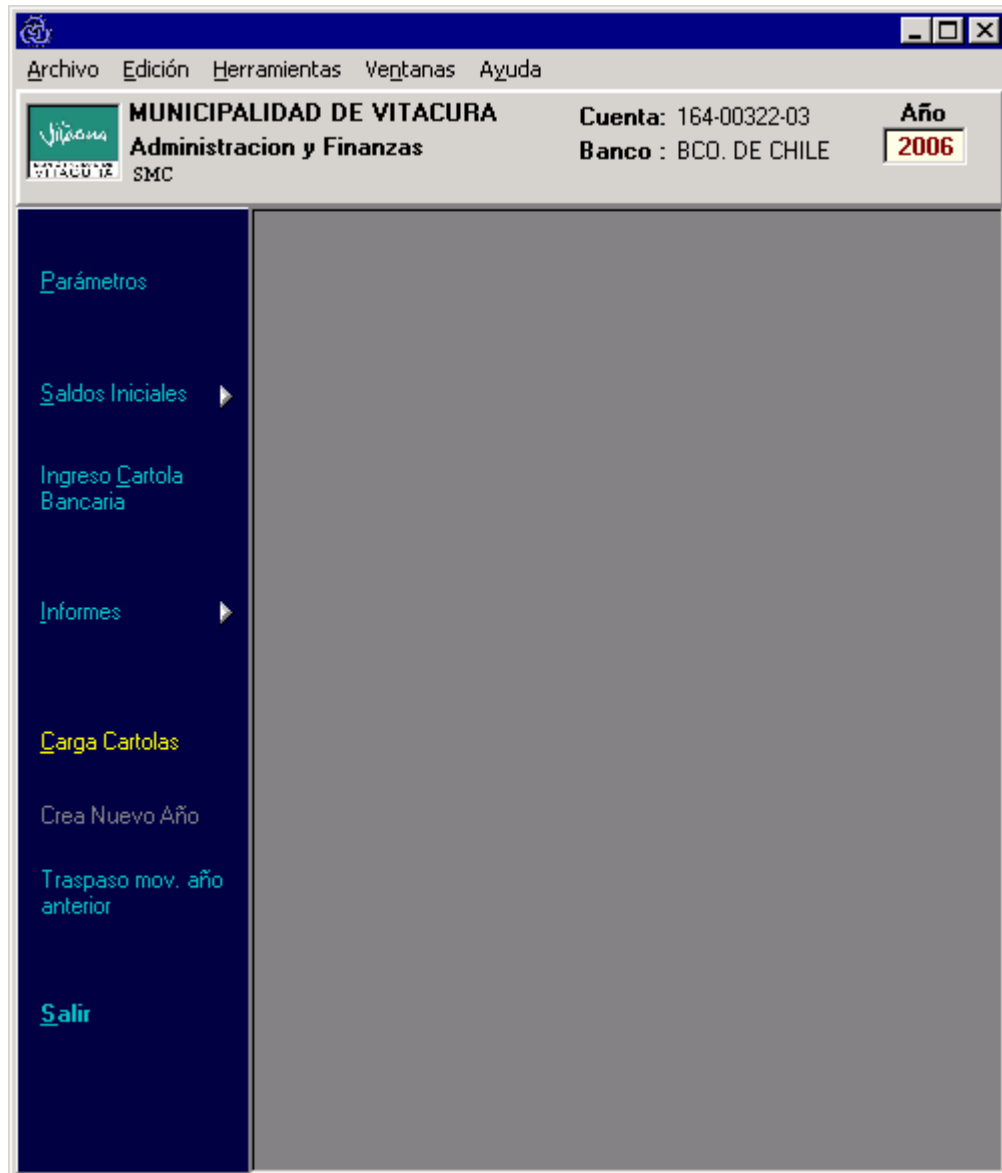 Archivo Edición Herramientas Ventanas Ayuda
MUNICIPALIDAD DE VITACURA
Administracion y Finanzas
SMC
Vitacura
VITACURA
Cuenta: 164-00322-03
Banco : BCO. DE CHILE
Año
2006
Parámetros
Saldos Iniciales
Ingreso Cartola
Bancaria
Informes
Carga Cartolas
Crea Nuevo Año
Traspaso mov. año
anterior
Salir